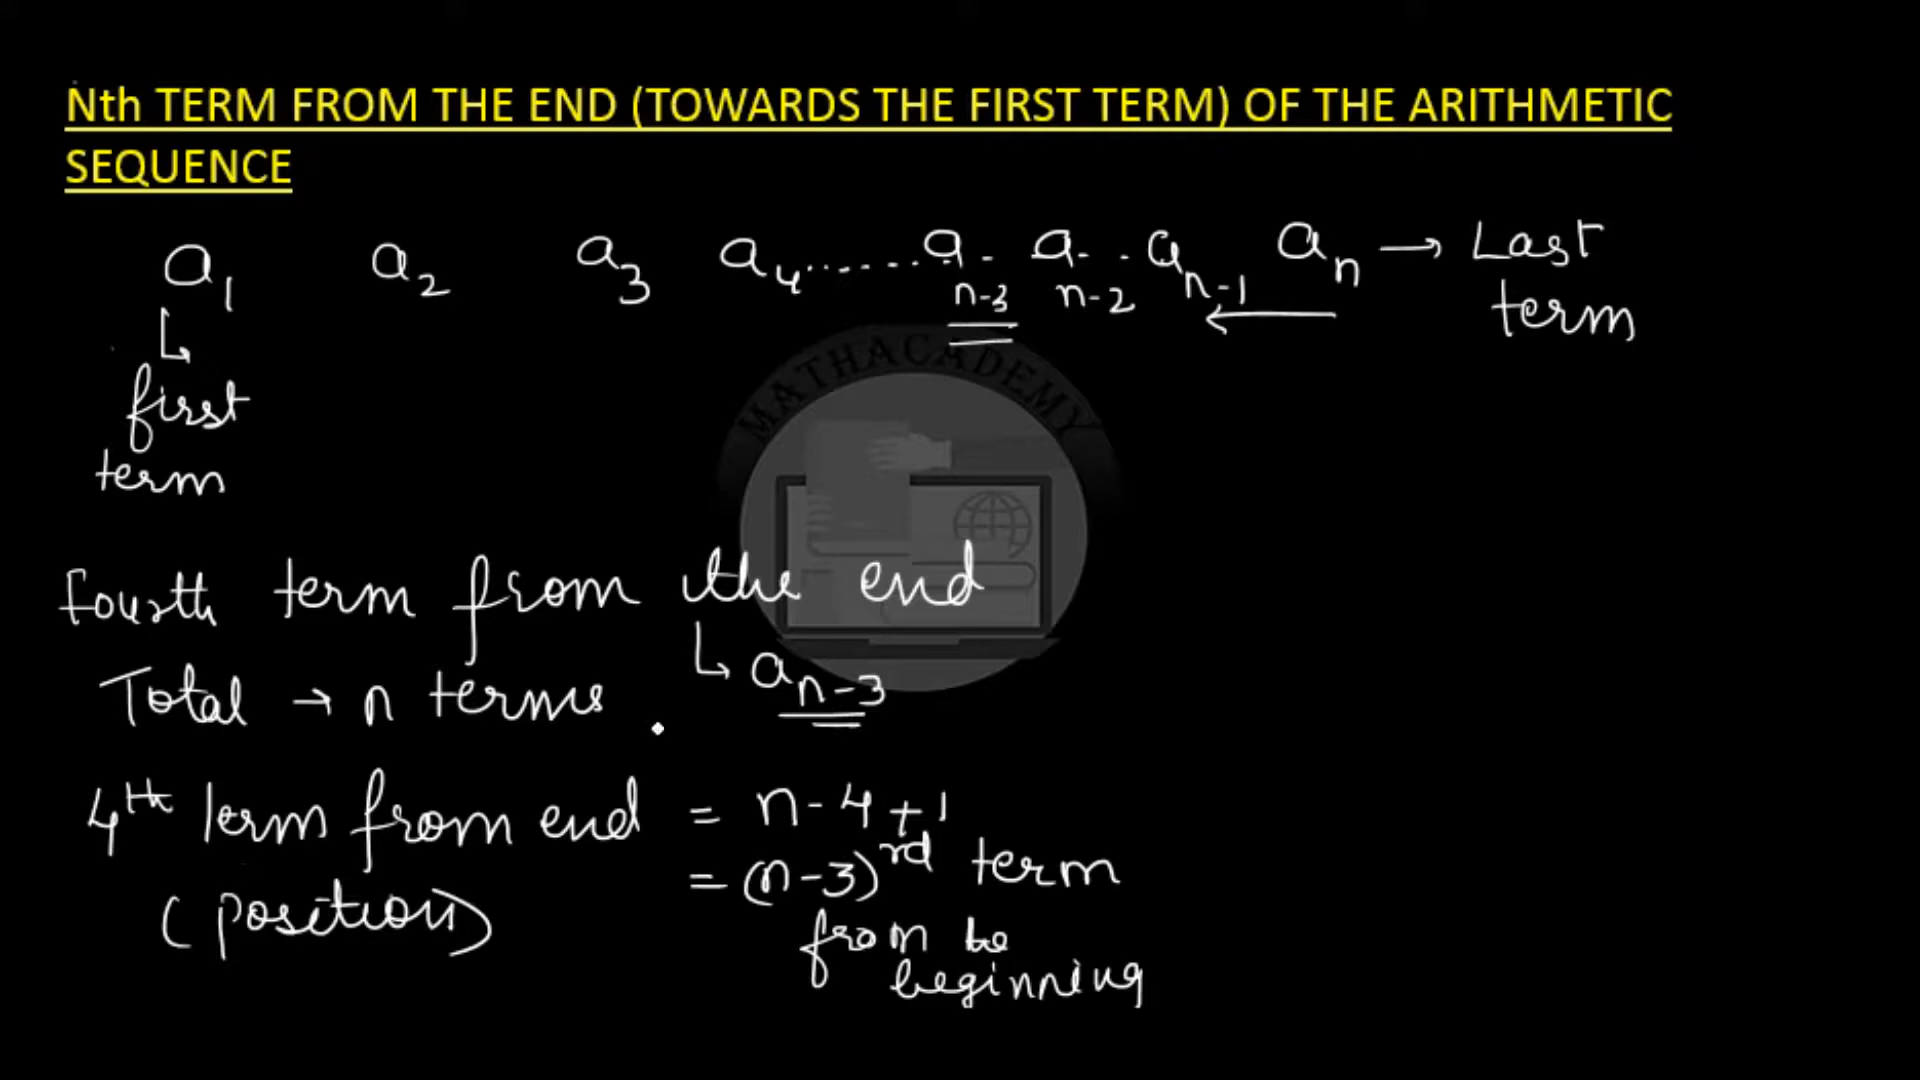 Nth TERM FROM THE END (TOWARDS THE FIRST TERM) OF THE ARITHMETIC
SEQUENCE
a₁ a₂ a₃ a₄ ....... aₙ₋₃ aₙ₋₂ aₙ₋₁ aₙ → Last
term
first
term
MATHACADEMY
Fourth term from the end
↳ aₙ₋₃
Total → n terms.
4th term from end = n-4+1
(position) = (n-3)rd term
from
beginning